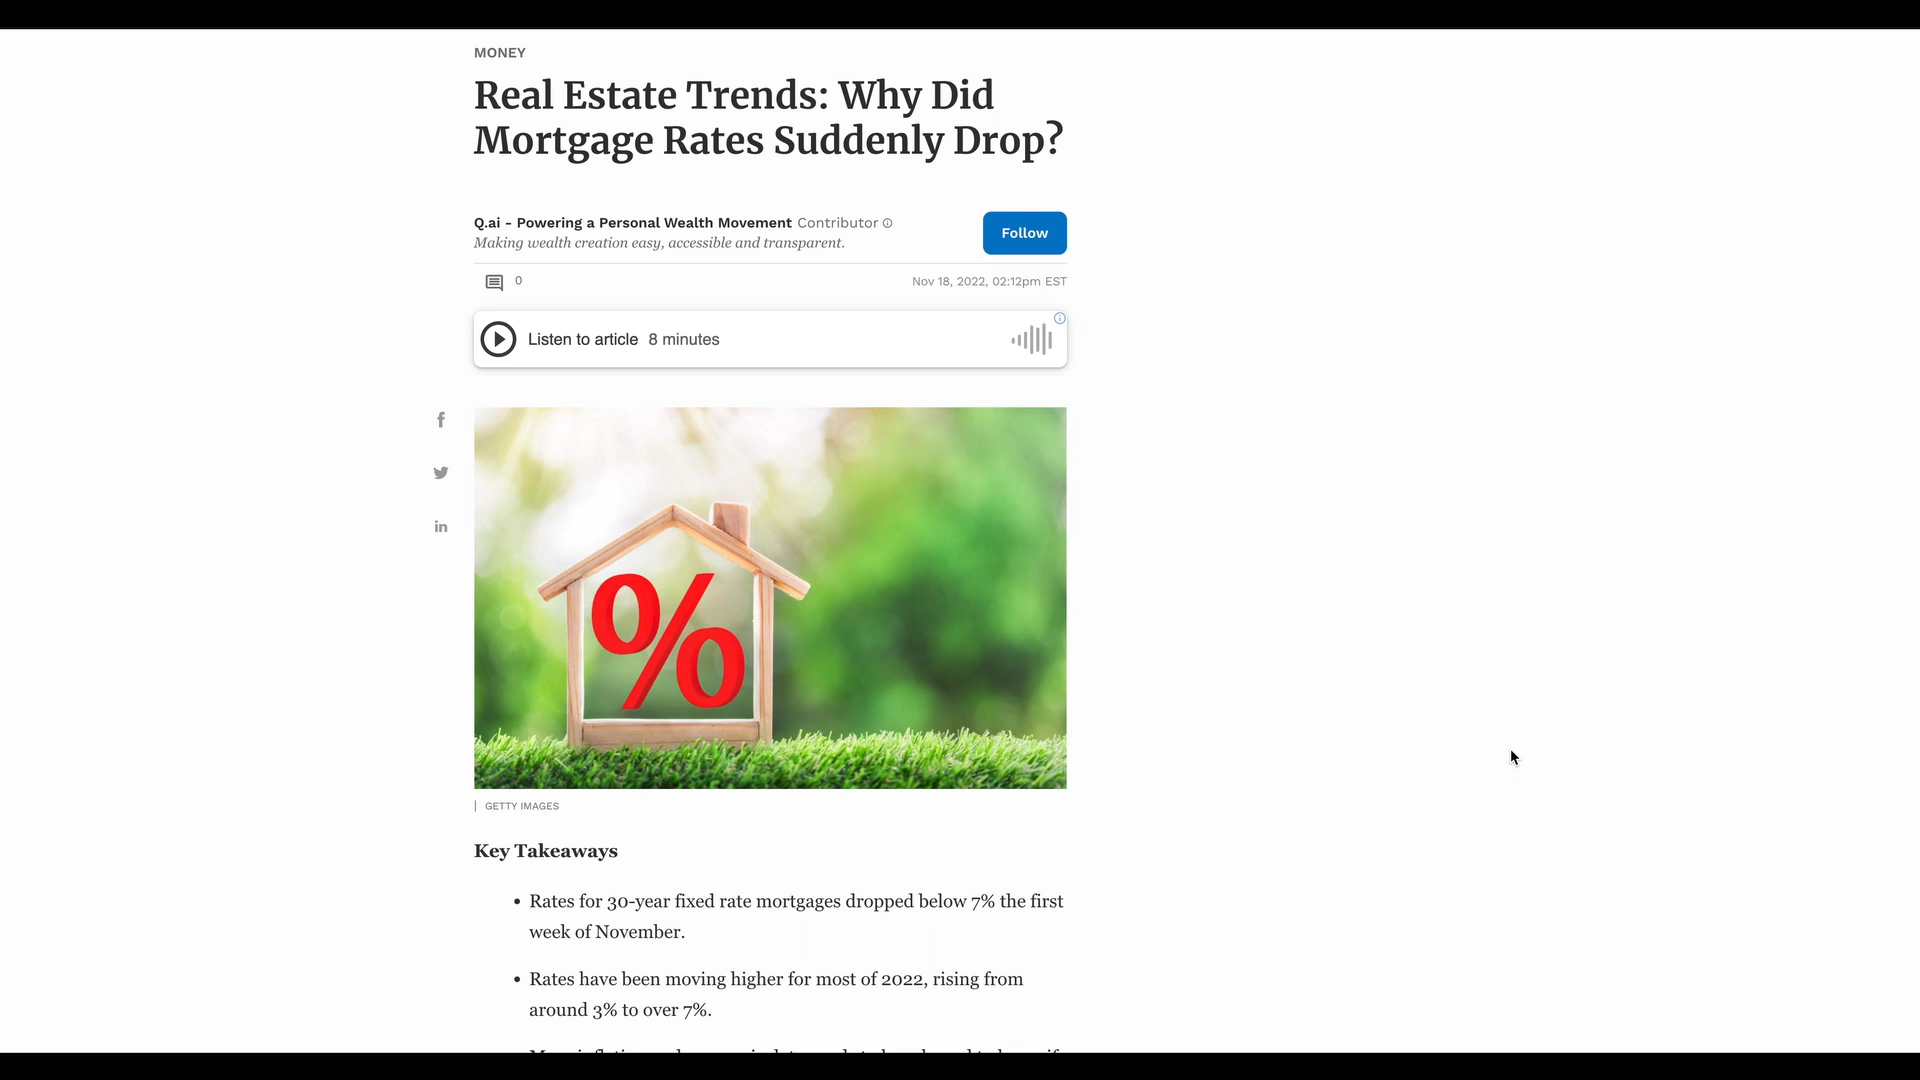 MONEY
Real Estate Trends: Why Did
Mortgage Rates Suddenly Drop?
Q.ai - Powering a Personal Wealth Movement Contributor
Making wealth creation easy, accessible and transparent.
Follow
0
Nov 18, 2022, 02:12pm EST
Listen to article 8 minutes
%
GETTY IMAGES
Key Takeaways
• Rates for 30-year fixed rate mortgages dropped below 7% the first
week of November.
• Rates have been moving higher for most of 2022, rising from
around 3% to over 7%.